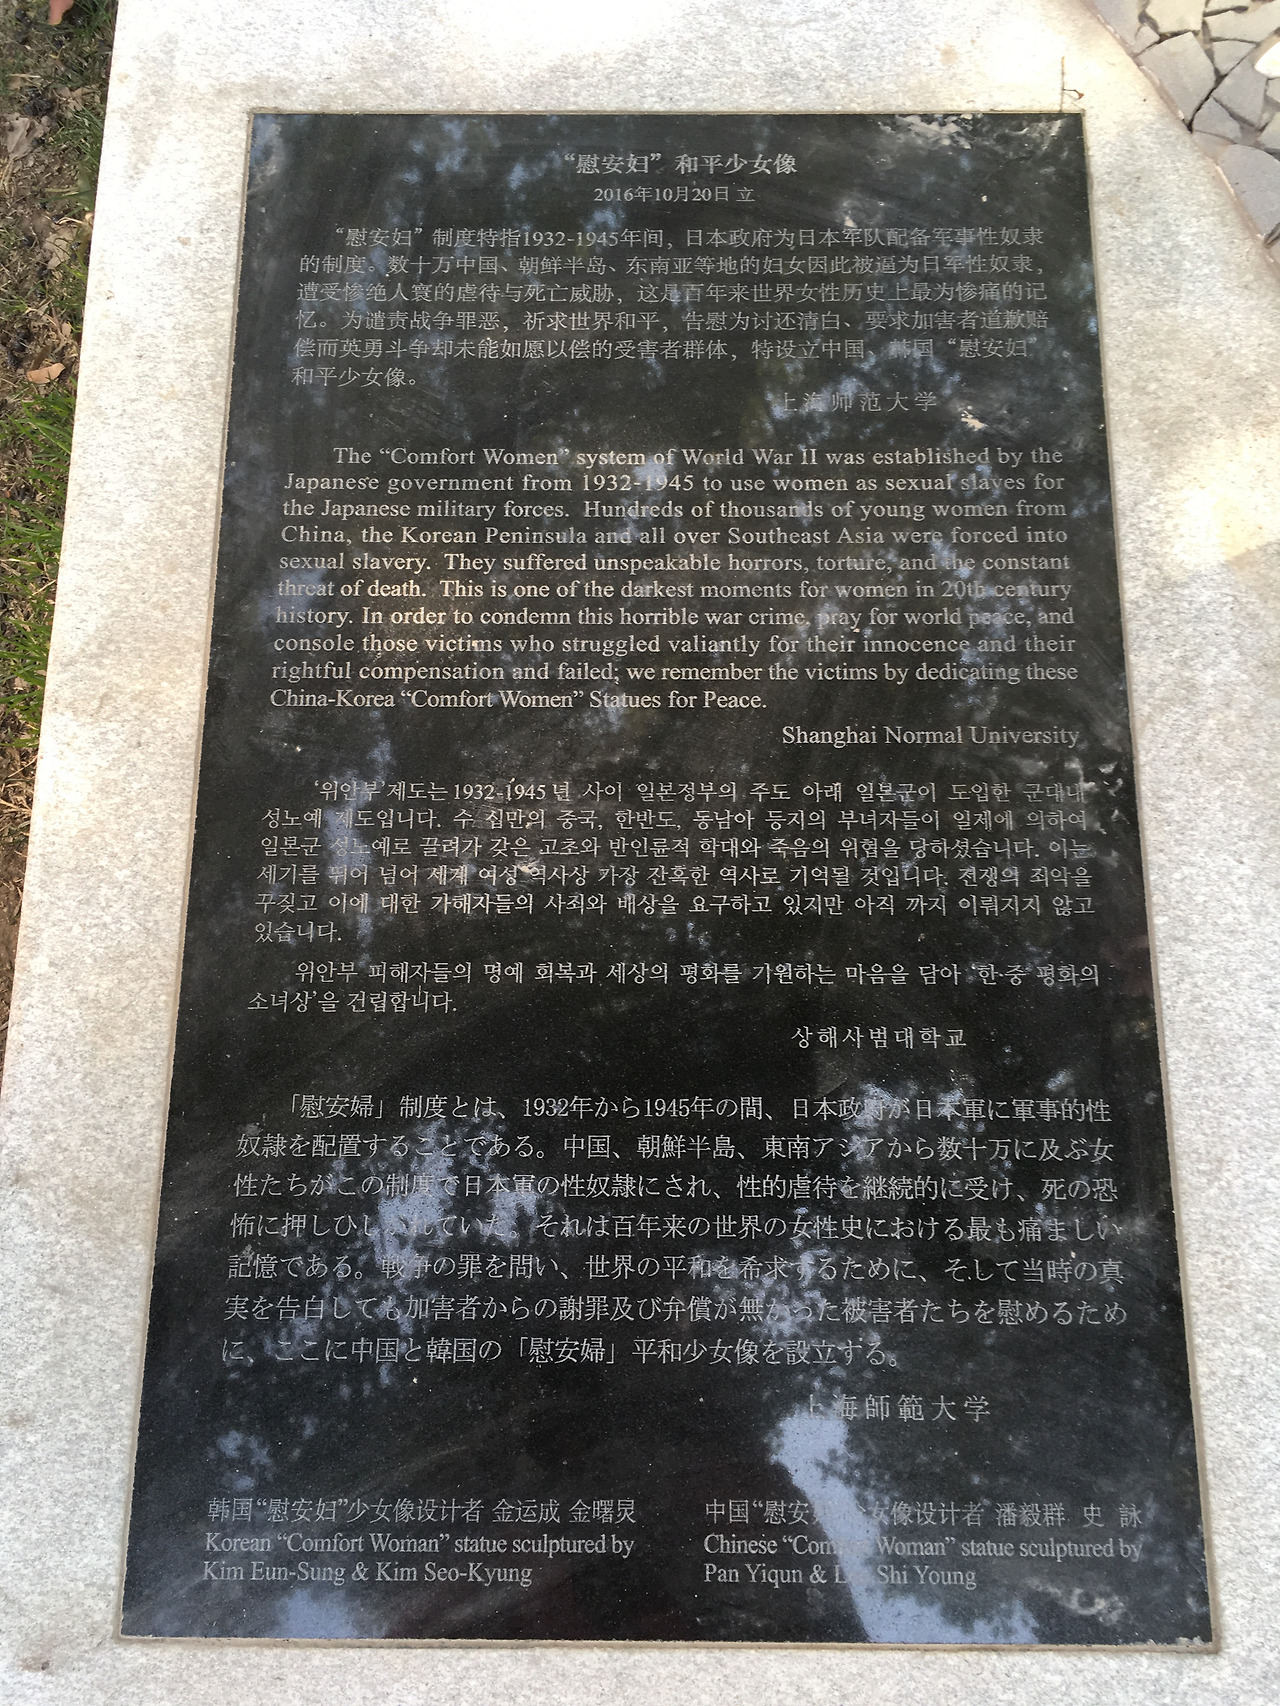 “慰安妇”和平少女像
2016年10月20日 立
“慰安妇”制度特指1932-1945年间，日本政府为日本军队配备军事性奴隶
的制度。数十万中国、朝鲜半岛、东南亚等地的妇女因此被逼为日军性奴隶，
遭受惨绝人寰的虐待与死亡威胁，这是百年来世界女性历史上最为惨痛的记
忆。为谴责战争罪恶，祈求世界和平，告慰为讨还清白、要求加害者道歉赔
偿而英勇斗争却未能如愿以偿的受害者群体，特设立中国、韩国“慰安妇”
和平少女像。
上海师范大学
The “Comfort Women” system of World War II was established by the
Japanese government from 1932-1945 to use women as sexual slaves for
the Japanese military forces. Hundreds of thousands of young women from
China, the Korean Peninsula and all over Southeast Asia were forced into
sexual slavery. They suffered unspeakable horrors, torture, and the constant
threat of death. This is one of the darkest moments for women in 20th century
history. In order to condemn this horrible war crime, pray for world peace, and
console those victims who struggled valiantly for their innocence and their
rightful compensation and failed; we remember the victims by dedicating these
China-Korea “Comfort Women” Statues for Peace.
Shanghai Normal University
‘위안부’제도는 1932-1945 년 사이 일본정부의 주도 아래 일본군이 도입한 군대내
성노예 제도입니다. 수 십만의 중국, 한반도, 동남아 등지의 부녀자들이 일제에 의하여
일본군 성노예로 끌려가 갖은 고초와 반인륜적 학대와 죽음의 위협을 당하셨습니다. 이는
세기를 뛰어 넘어 세계 여성 역사상 가장 잔혹한 역사로 기억될 것입니다. 전쟁의 죄악을
꾸짖고 이에 대한 가해자들의 사죄와 배상을 요구하고 있지만 아직 까지 이뤄지지 않고
있습니다.
위안부 피해자들의 명예 회복과 세상의 평화를 기원하는 마음을 담아 ‘한·중 평화의
소녀상’을 건립합니다.
상해사범대학교
「慰安婦」制度とは、1932年から1945年の間、日本政府が日本軍に軍事的性
奴隷を配置することである。中国、朝鮮半島、東南アジアから数十万に及ぶ女
性たちがこの制度で日本軍の性奴隷にされ、性的虐待を継続的に受け、死の恐
怖に押しひしがれていた。それは百年来の世界の女性史における最も痛ましい
記憶である。戦争の罪を問い、世界の平和を希求するために、そして当時の真
実を告白しても加害者からの謝罪及び弁償が無かった被害者たちを慰めるため
に、ここに中国と韓国の「慰安婦」平和少女像を設立する。
上海師範大学
韩国“慰安妇”少女像设计者 金运成 金曙炅
Korean “Comfort Woman” statue sculptured by
Kim Eun-Sung & Kim Seo-Kyung
中国“慰安妇”少女像设计者 潘毅群 史 詠
Chinese “Comfort Woman” statue sculptured by
Pan Yiqun & Shi Young